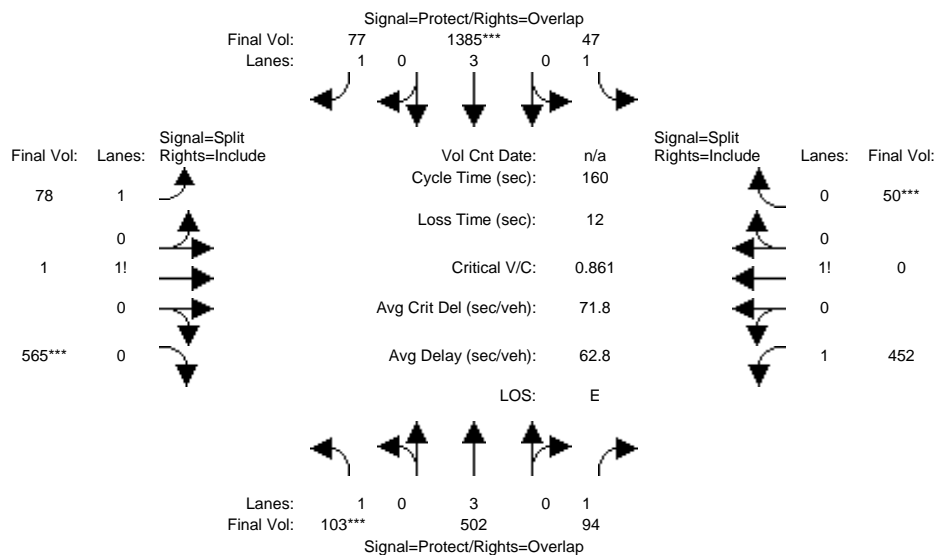 Signal=Protect/Rights=Overlap
Final Vol: 77 1385*** 47
Lanes: 1 0 3 0 1
Signal=Split
Final Vol: Lanes: Rights=Include
Vol Cnt Date: n/a
Signal=Split
Rights=Include Lanes: Final Vol:
Cycle Time (sec): 160
78 1
0 50***
Loss Time (sec): 12
0
0
1 1!
Critical V/C: 0.861
1! 0
0
Avg Crit Del (sec/veh): 71.8
0
565*** 0
Avg Delay (sec/veh): 62.8
1 452
LOS: E
Lanes: 1 0 3 0 1
Final Vol: 103*** 502 94
Signal=Protect/Rights=Overlap